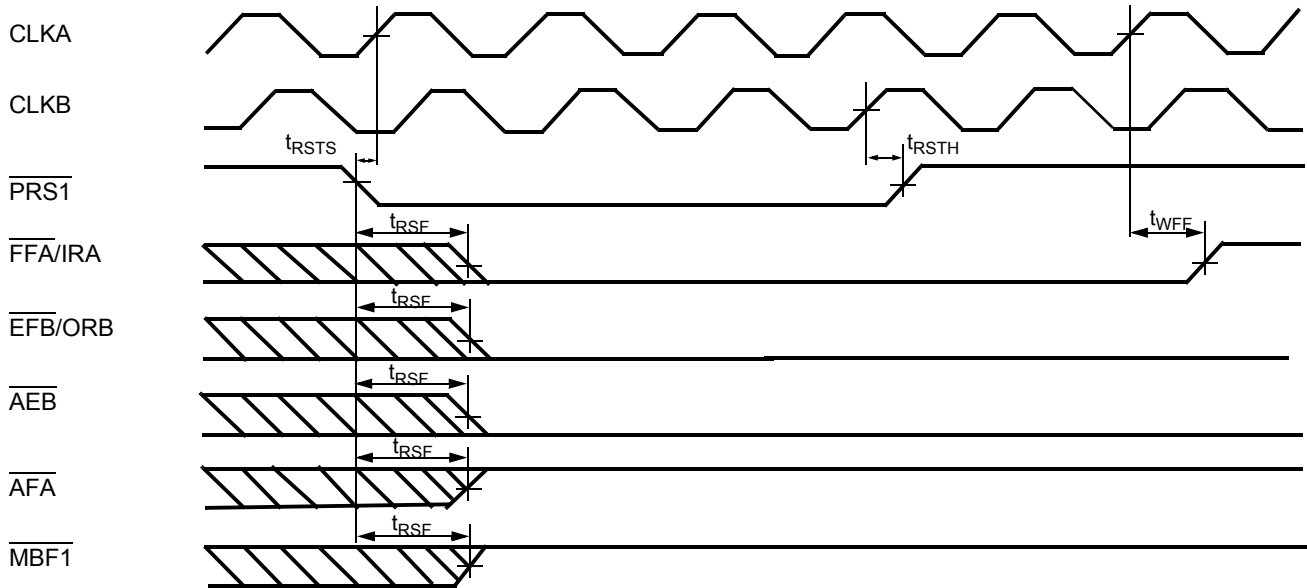 CLKA
CLKB
tRSTS
tRSTH
PRS1
tRSF
tWFF
FFA/IRA
tRSF
EFB/ORB
tRSF
AEB
tRSF
AFA
tRSF
MBF1